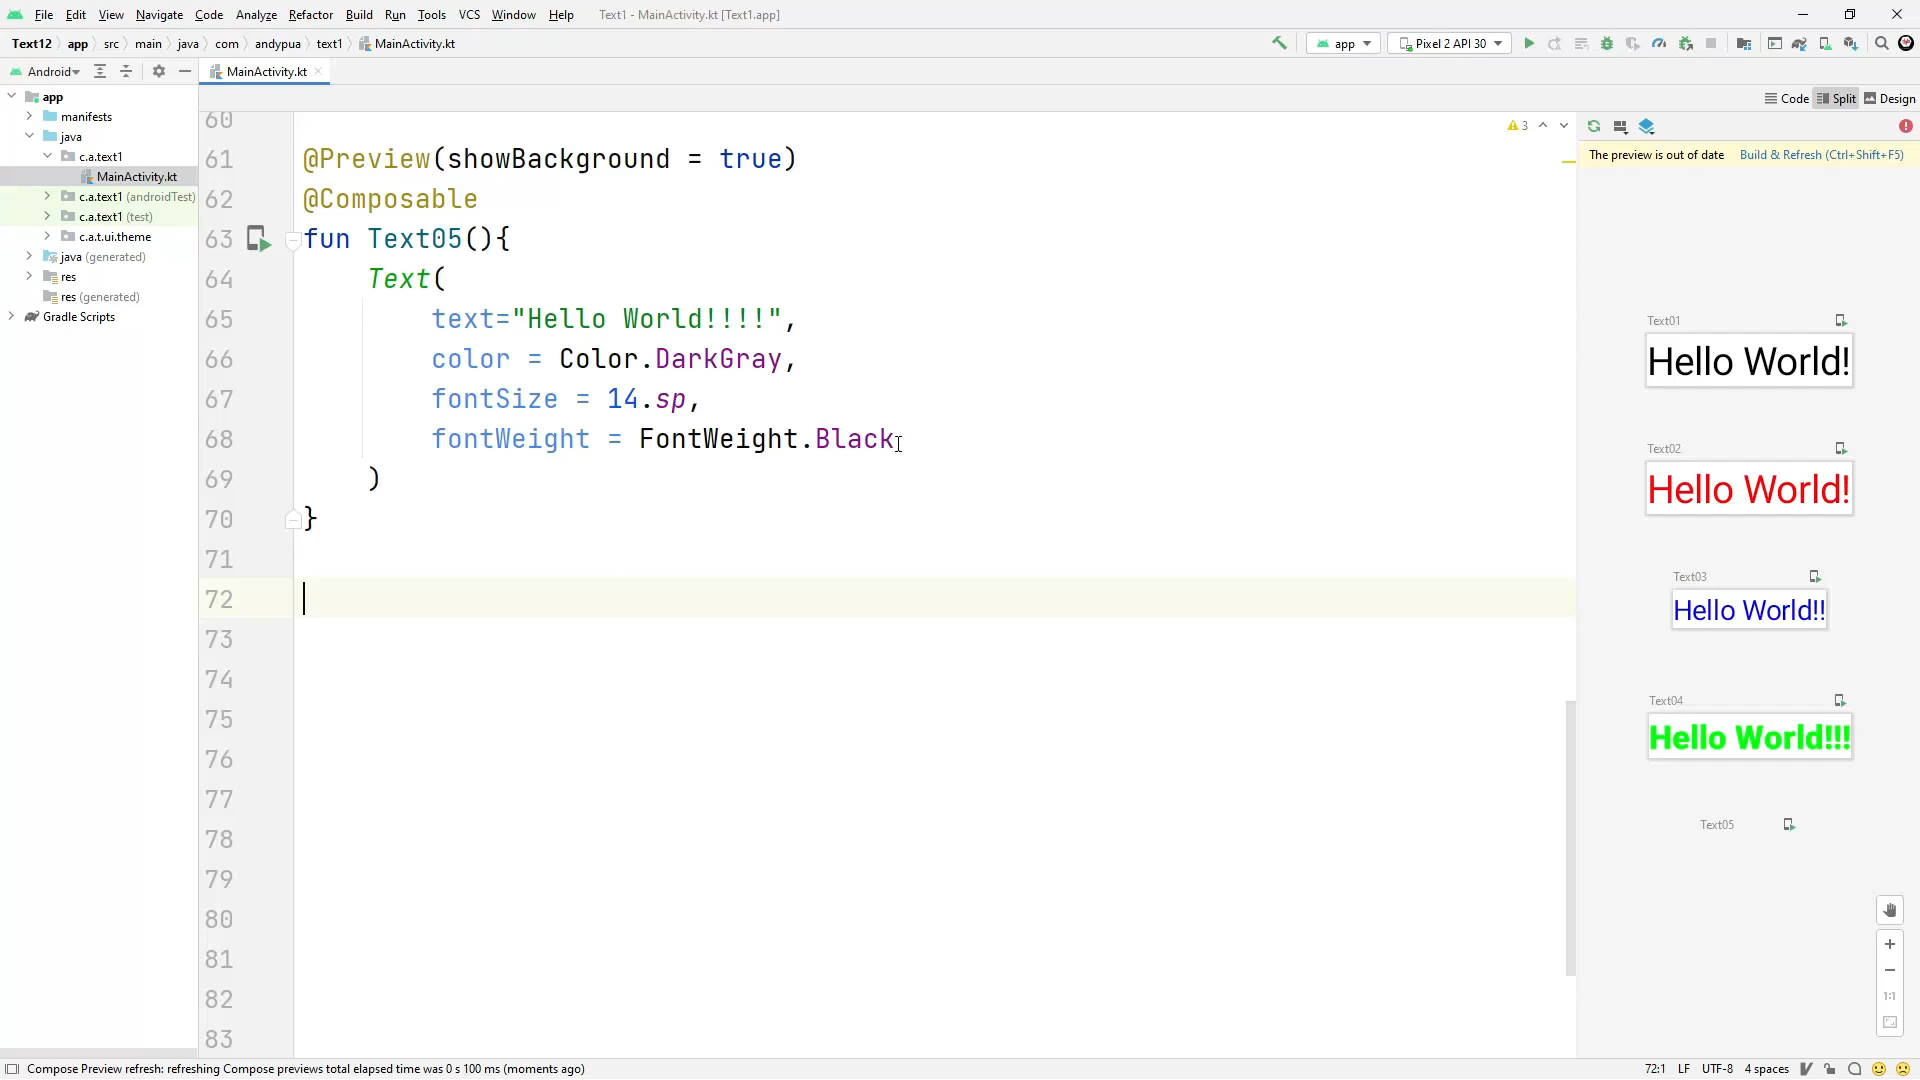 File Edit View Navigate Code Analyze Refactor Build Run Tools VCS Window Help Text1 - MainActivity.kt [Text1.app]
Text12 app src main java com andypua text1 MainActivity.kt app Pixel 2 API 30
Android MainActivity.kt
Code Split Design
app
manifests
java
c.a.text1
MainActivity.kt
c.a.text1 (androidTest)
c.a.text1 (test)
c.a.t.ui.theme
java (generated)
res
res (generated)
Gradle Scripts
60
61 @Preview(showBackground = true)
62 @Composable
63 fun Text05(){
64 Text(
65 text="Hello World!!!!",
66 color = Color.DarkGray,
67 fontSize = 14.sp,
68 fontWeight = FontWeight.Black
69 )
70 }
71
72
73
74
75
76
77
78
79
80
81
82
83
3
The preview is out of date Build & Refresh (Ctrl+Shift+F5)
Text01
Hello World!
Text02
Hello World!
Text03
Hello World!!
Text04
Hello World!!!
Text05
1:1
Compose Preview refresh: refreshing Compose previews total elapsed time was 0 s 100 ms (moments ago) 72:1 LF UTF-8 4 spaces